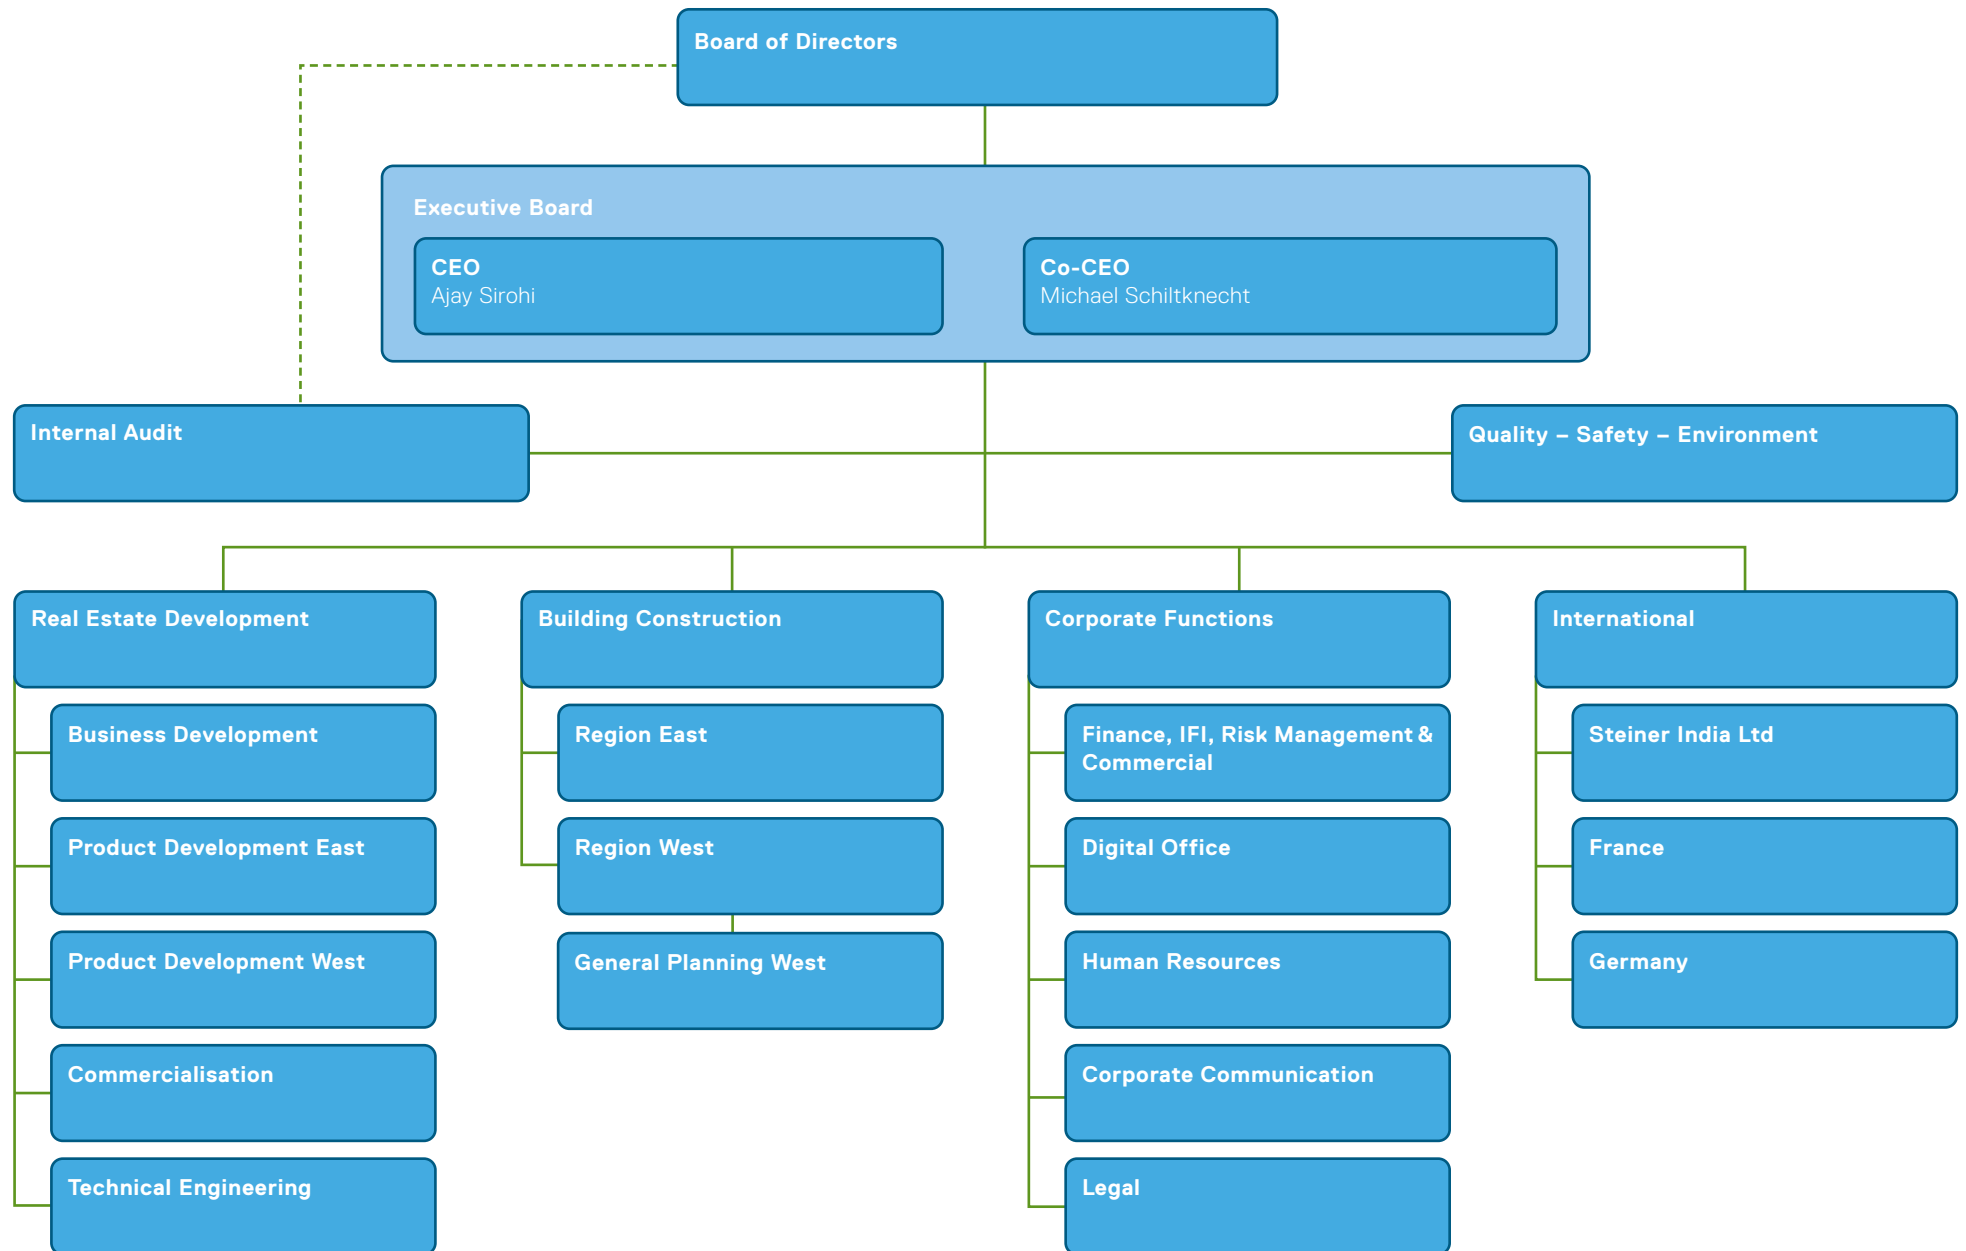 Board of Directors
Executive Board
CEO
Ajay Sirohi
Co-CEO
Michael Schiltknecht
Internal Audit
Quality – Safety – Environment
Real Estate Development
Business Development
Product Development East
Product Development West
Commercialisation
Technical Engineering
Building Construction
Region East
Region West
General Planning West
Corporate Functions
Finance, IFI, Risk Management &
Commercial
Digital Office
Human Resources
Corporate Communication
Legal
International
Steiner India Ltd
France
Germany